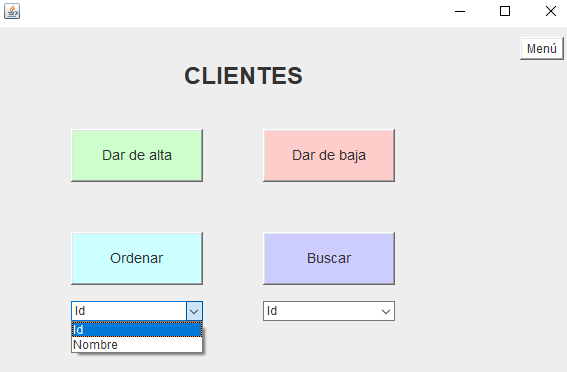 Menú
CLIENTES
Dar de alta
Dar de baja
Ordenar
Buscar
Id
Id
Id
Nombre